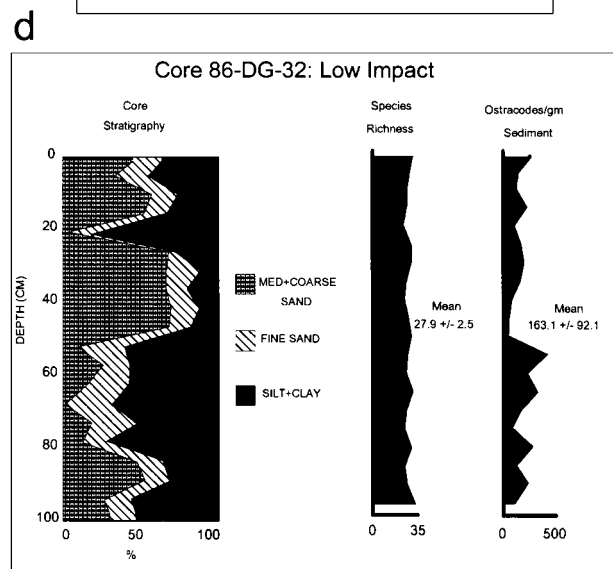 d
Core 86-DG-32: Low Impact
Core
Stratigraphy
Species
Richness
Ostracodes/gm
Sediment
0
20
40
60
80
100
DEPTH (CM)
0
50
100
%
MED+COARSE
SAND
FINE SAND
SILT+CLAY
Mean
27.9 +/- 2.5
0
35
Mean
163.1 +/- 92.1
0
500